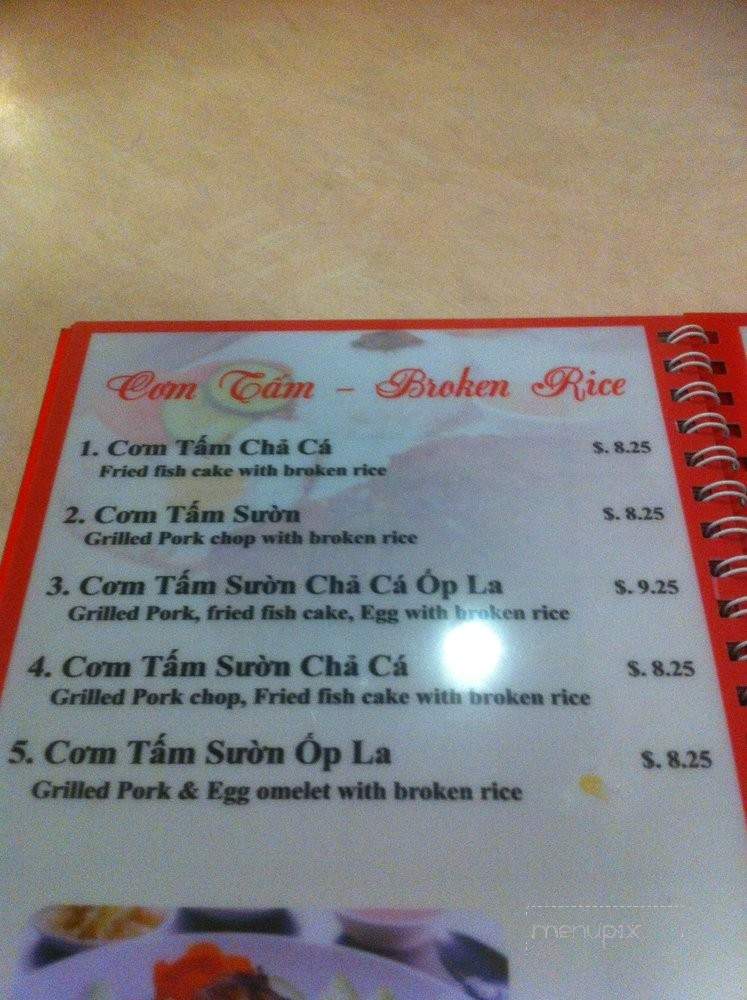 Cơm Tấm - Broken Rice
1. Cơm Tấm Chả Cá $. 8.25
Fried fish cake with broken rice
2. Cơm Tấm Sườn $. 8.25
Grilled Pork chop with broken rice
3. Cơm Tấm Sườn Chả Cá Óp La $. 9.25
Grilled Pork, fried fish cake, Egg with broken rice
4. Cơm Tấm Sườn Chả Cá $. 8.25
Grilled Pork chop, Fried fish cake with broken rice
5. Cơm Tấm Sườn Ốp La $. 8.25
Grilled Pork & Egg omelet with broken rice
menupix